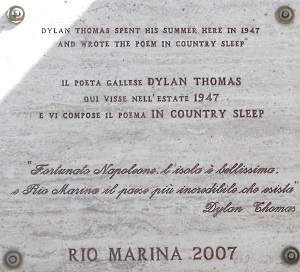 DYLAN THOMAS SPENT HIS SUMMER HERE IN 1947
AND WROTE THE POEM IN COUNTRY SLEEP"
IL POETA GALLESE DYLAN THOMAS
QUI VISSE NELL'ESTATE 1947
E VI COMPOSE IL POEMA IN COUNTRY SLEEP
"Fortunato Napoleone, l'isola è bellissima,
e Rio Marina il paese più incredibile che esista"
Dylan Thomas
RIO MARINA 2007